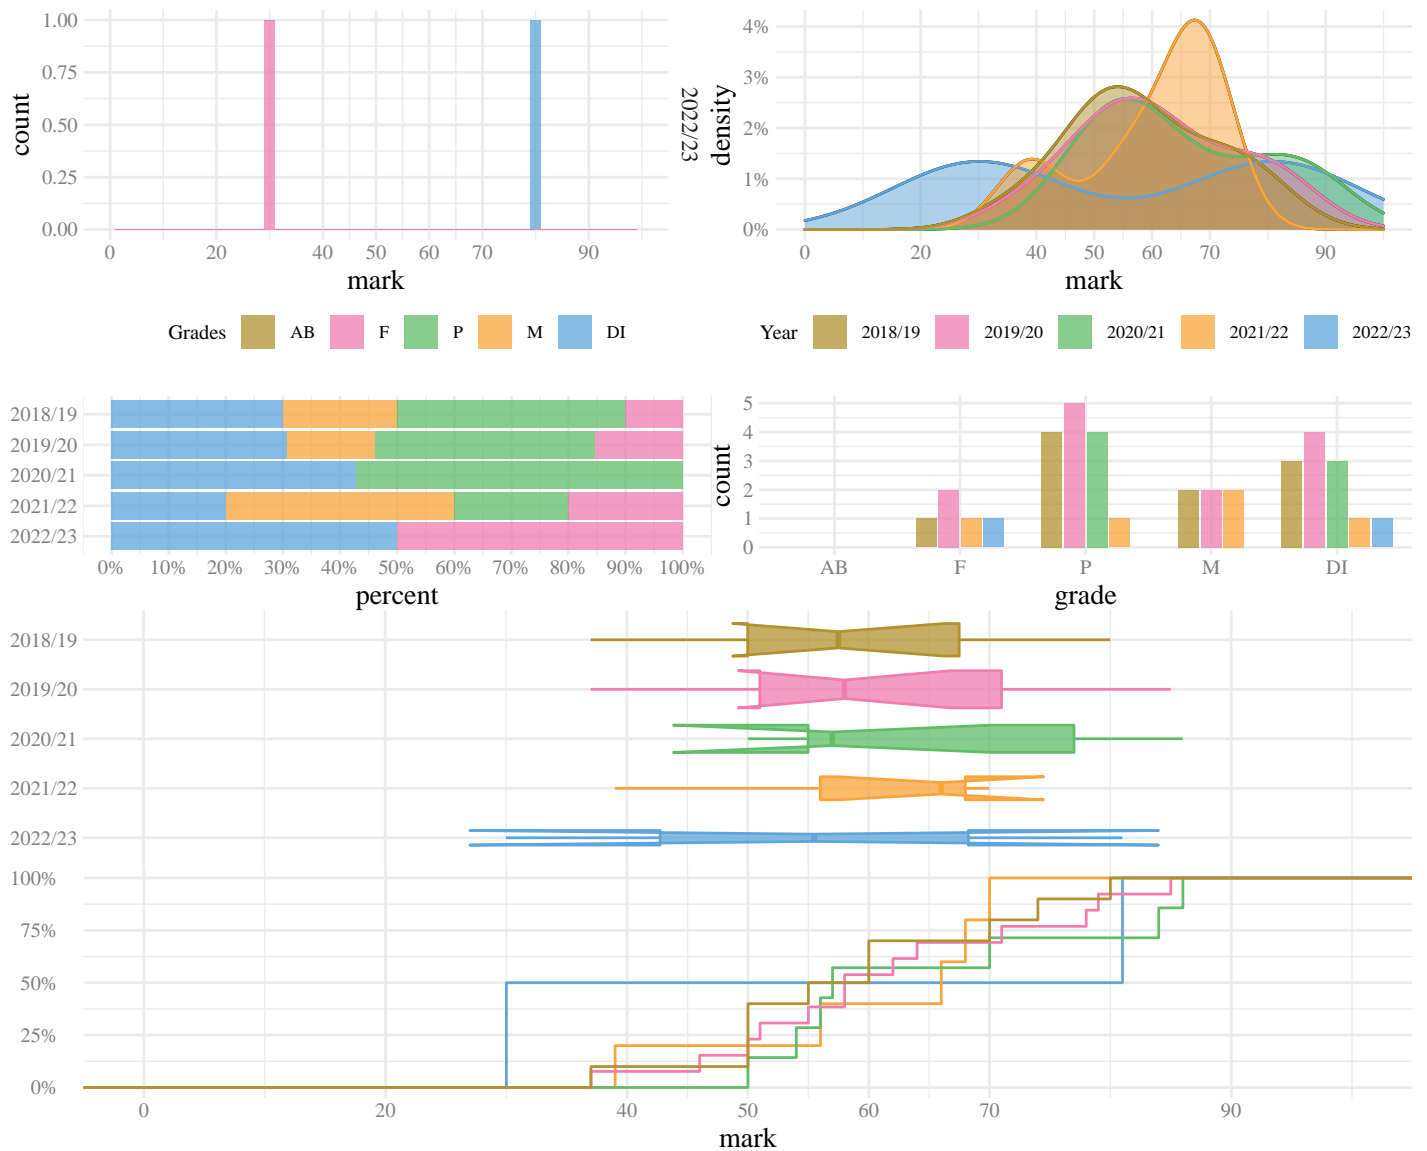 1.00
0.75
0.50
0.25
0.00
count
0 20 40 50 60 70 90
mark
2022/23
4%
3%
2%
1%
0%
density
0 20 40 50 60 70 90
mark
Grades AB F P M DI
Year 2018/19 2019/20 2020/21 2021/22 2022/23
2018/19
2019/20
2020/21
2021/22
2022/23
0% 10% 20% 30% 40% 50% 60% 70% 80% 90% 100%
percent
5
4
3
2
1
0
count
AB F P M DI
grade
2018/19
2019/20
2020/21
2021/22
2022/23
100%
75%
50%
25%
0%
0 20 40 50 60 70 90
mark